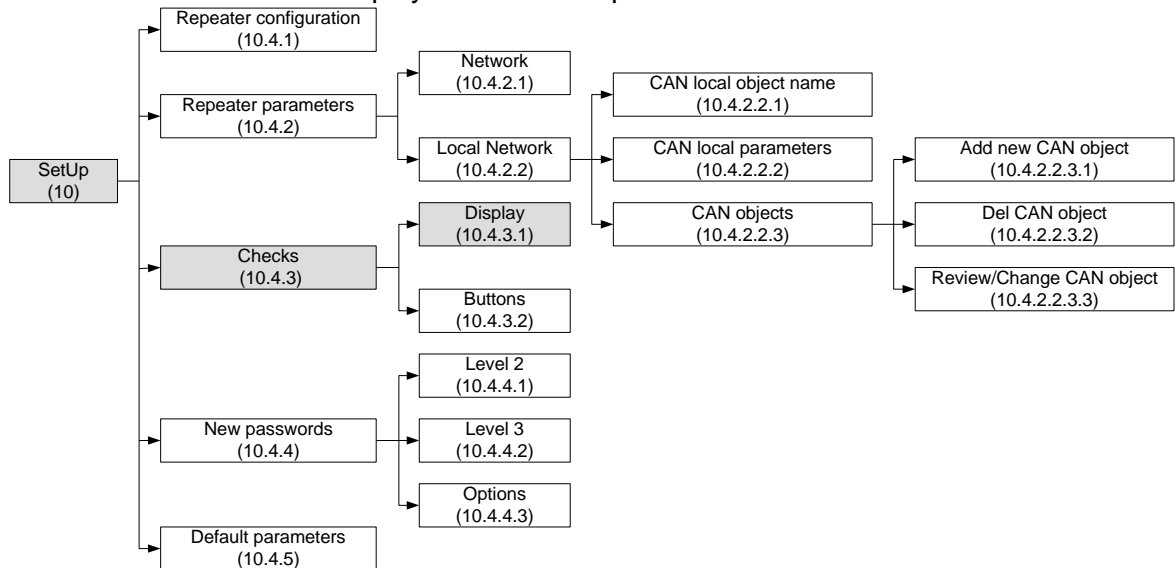 Repeater configuration
(10.4.1)
Network
(10.4.2.1)
CAN local object name
(10.4.2.2.1)
Repeater parameters
(10.4.2)
Local Network
(10.4.2.2)
CAN local parameters
(10.4.2.2.2)
Add new CAN object
(10.4.2.2.3.1)
SetUp
(10)
Display
(10.4.3.1)
CAN objects
(10.4.2.2.3)
Del CAN object
(10.4.2.2.3.2)
Checks
(10.4.3)
Buttons
(10.4.3.2)
Review/Change CAN object
(10.4.2.2.3.3)
Level 2
(10.4.4.1)
New passwords
(10.4.4)
Level 3
(10.4.4.2)
Options
(10.4.4.3)
Default parameters
(10.4.5)